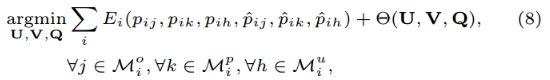 argmin U,V,Q ∑ i E_i(p_ij, p_ik, p_ih, p̂_ij, p̂_ik, p̂_ih) + Θ(U, V, Q), (8)
∀j ∈ M_i^o, ∀k ∈ M_i^p, ∀h ∈ M_i^u,